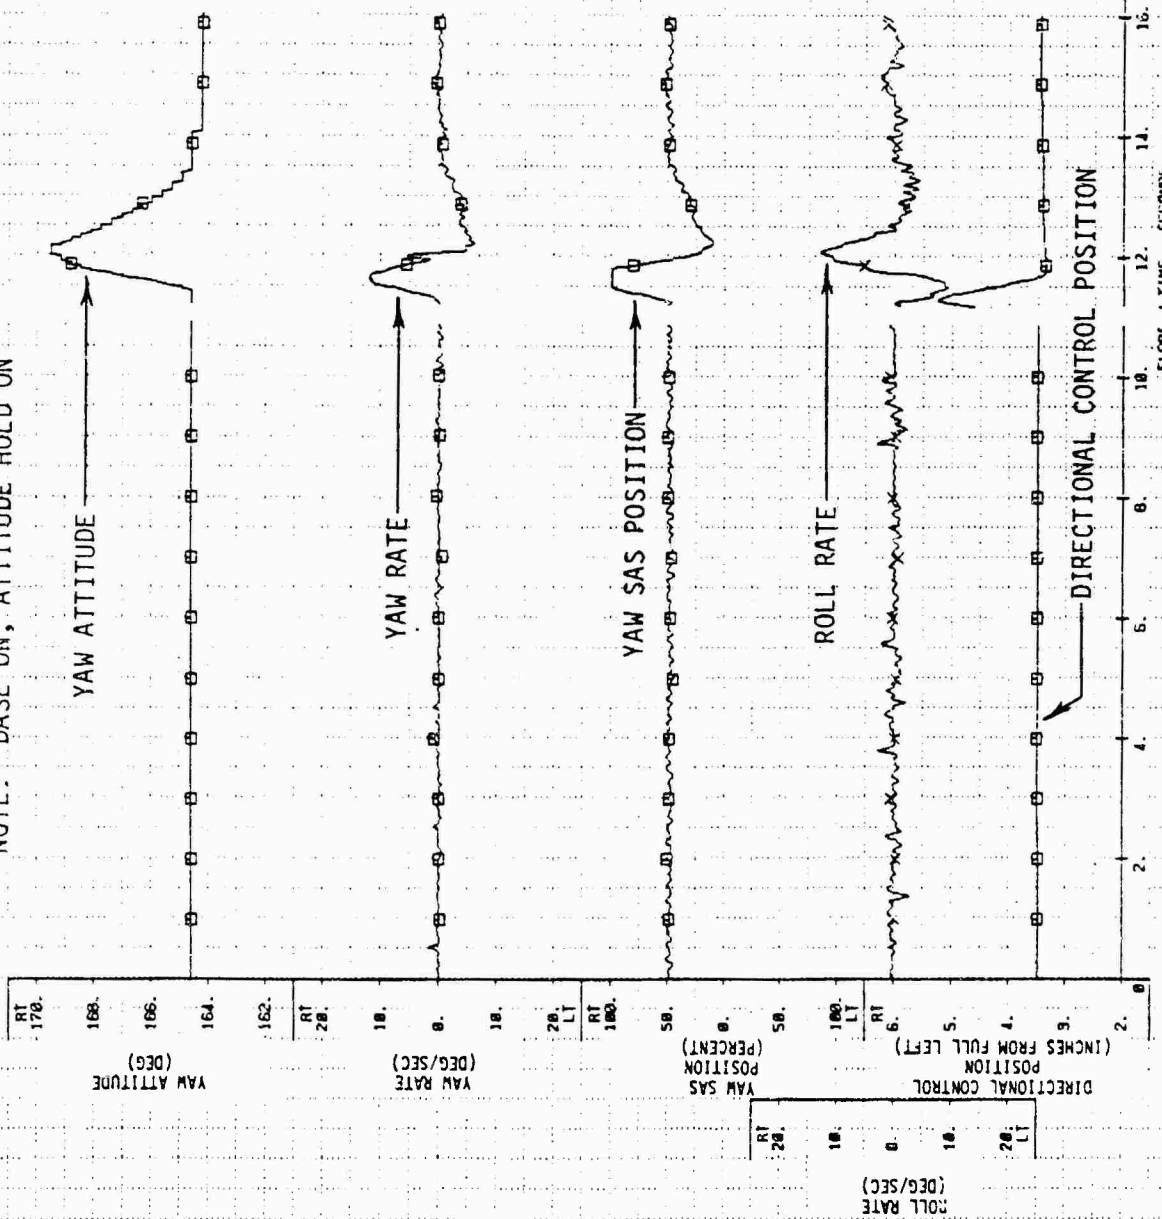 NOTE: BASE ON, ATTITUDE HOLD ON
YAW ATTITUDE
YAW RATE
YAW SAS POSITION
ROLL RATE
DIRECTIONAL CONTROL POSITION
YAW ATTITUDE
(DEG)
RT
170.
168.
166.
164.
162.
YAW RATE
(DEG/SEC)
RT
20.
10.
0.
10.
20.
LT
YAW SAS
POSITION
(PERCENT)
RT
100.
50.
0.
50.
100.
LT
DIRECTIONAL CONTROL
POSITION
(INCHES FROM FULL LEFT)
RT
6.
5.
4.
3.
2.
ROLL RATE
(DEG/SEC)
RT
20.
10.
0.
10.
20.
LT
0
2.
4.
6.
8.
10.
12.
14.
16.
TIME